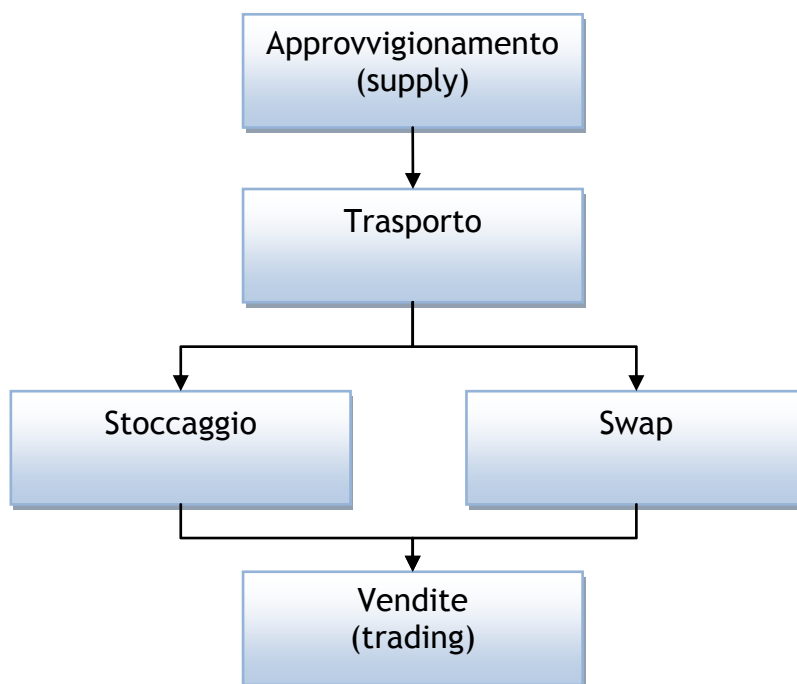 Approvvigionamento
(supply)
Trasporto
Stoccaggio
Swap
Vendite
(trading)